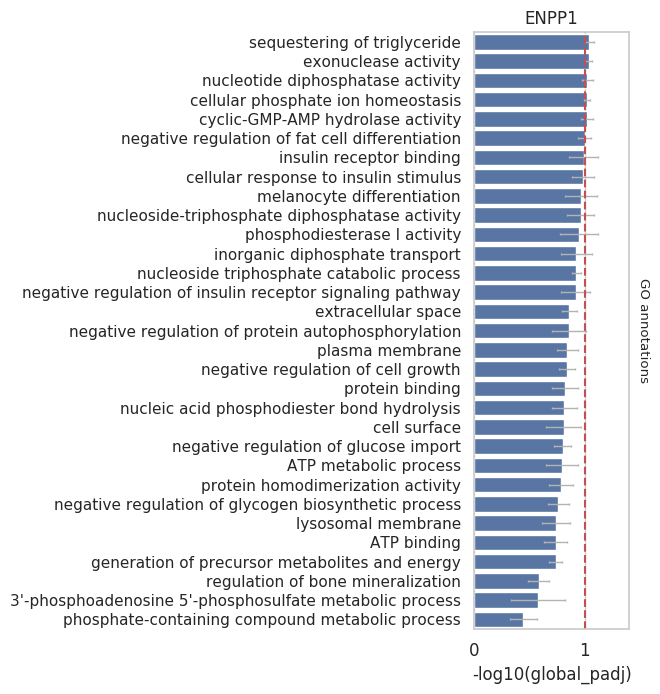 ENPP1
sequestering of triglyceride
exonuclease activity
nucleotide diphosphatase activity
cellular phosphate ion homeostasis
cyclic-GMP-AMP hydrolase activity
negative regulation of fat cell differentiation
insulin receptor binding
cellular response to insulin stimulus
melanocyte differentiation
nucleoside-triphosphate diphosphatase activity
phosphodiesterase I activity
inorganic diphosphate transport
nucleoside triphosphate catabolic process
negative regulation of insulin receptor signaling pathway
extracellular space
negative regulation of protein autophosphorylation
plasma membrane
negative regulation of cell growth
protein binding
nucleic acid phosphodiester bond hydrolysis
cell surface
negative regulation of glucose import
ATP metabolic process
protein homodimerization activity
negative regulation of glycogen biosynthetic process
lysosomal membrane
ATP binding
generation of precursor metabolites and energy
regulation of bone mineralization
3'-phosphoadenosine 5'-phosphosulfate metabolic process
phosphate-containing compound metabolic process
GO annotations
0 1
-log10(global_padj)